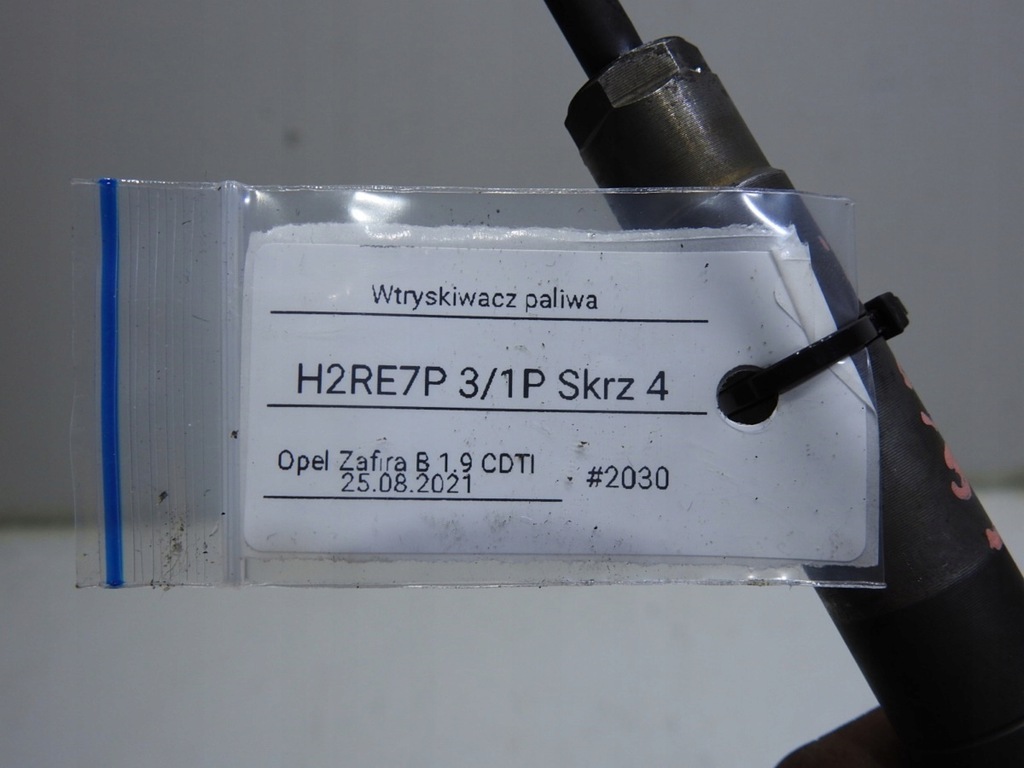 Wtryskiwacz paliwa
H2RE7P 3/1P Skrz 4
Opel Zafira B 1.9 CDTI
25.08.2021
#2030